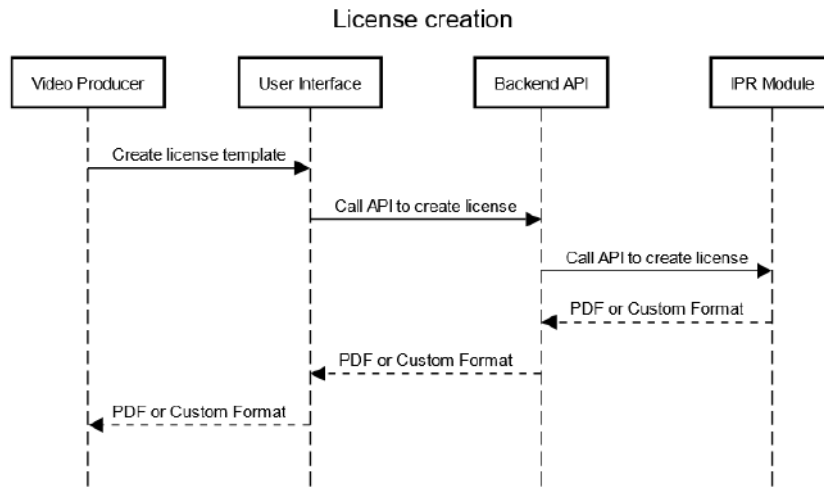 License creation
Video Producer
User Interface
Backend API
IPR Module
Create license template
Call API to create license
Call API to create license
PDF or Custom Format
PDF or Custom Format
PDF or Custom Format